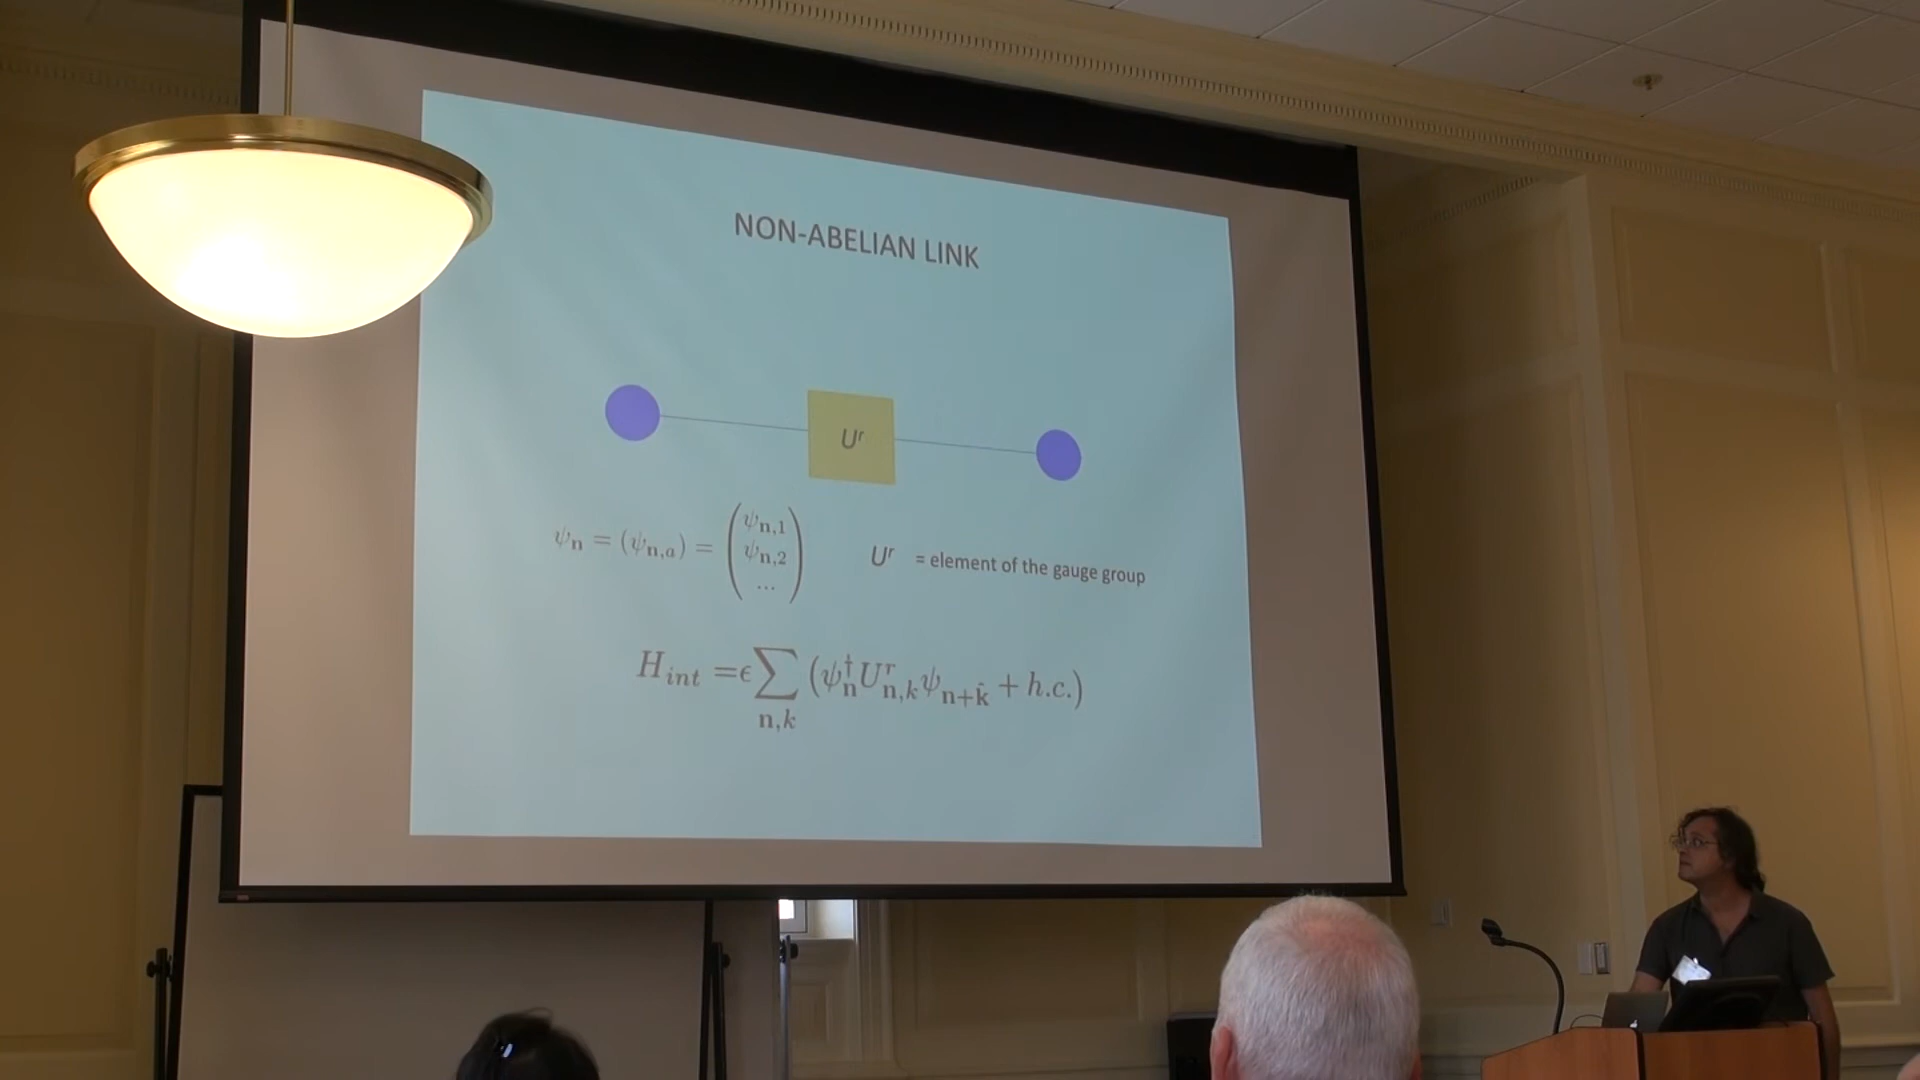 NON-ABELIAN LINK
Uʳ
ψ_n = (ψ_{n,a}) = (ψ_{n,1} ψ_{n,2} ...)
Uʳ = element of the gauge group
H_{int} = ϵ∑_{n,k} (ψ_n^† U^r_{n,k} ψ_{n+k̂} + h.c.)